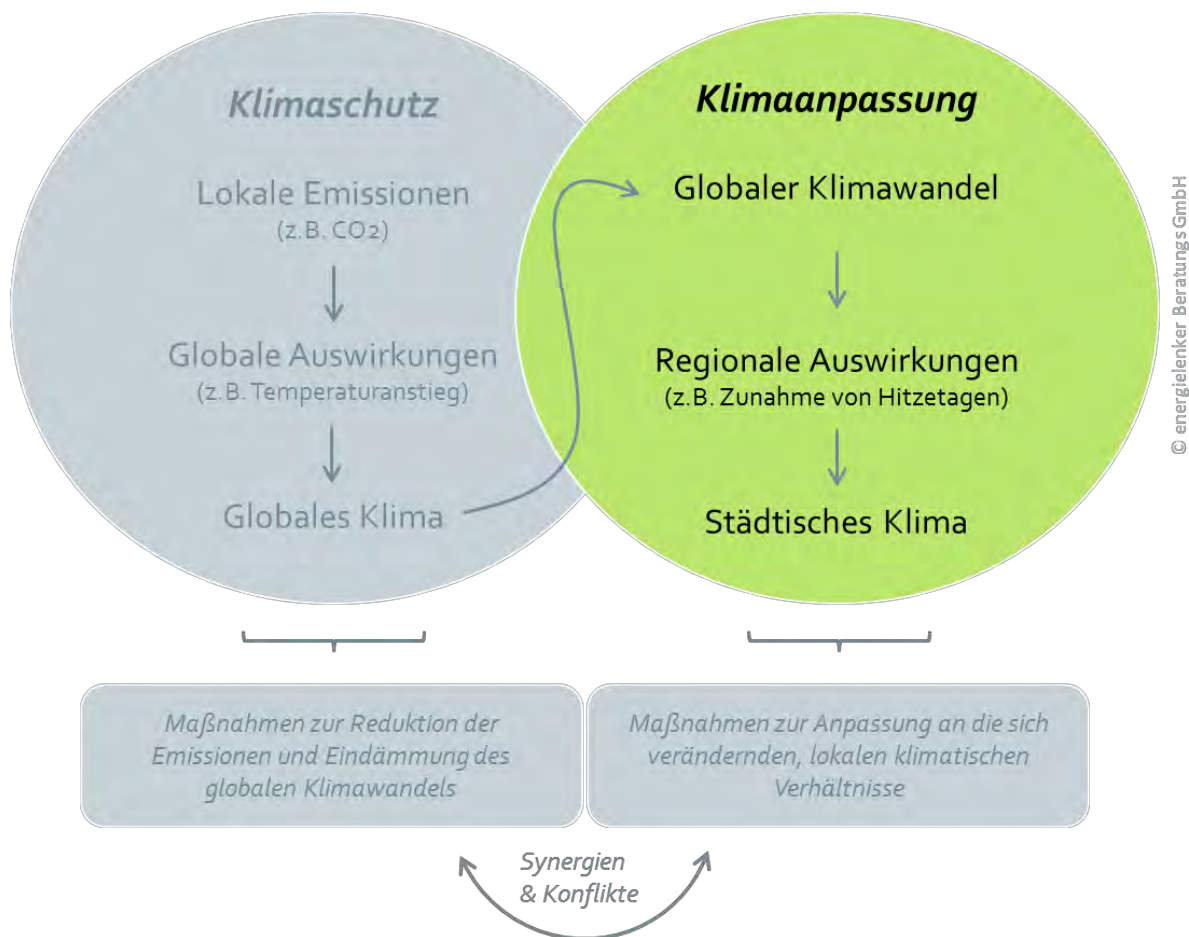 Klimaschutz
Lokale Emissionen
(z.B. CO2)
Globale Auswirkungen
(z.B. Temperaturanstieg)
Globales Klima
Klimaanpassung
Globaler Klimawandel
Regionale Auswirkungen
(z.B. Zunahme von Hitzetagen)
Städtisches Klima
Maßnahmen zur Reduktion der
Emissionen und Eindämmung des
globalen Klimawandels
Maßnahmen zur Anpassung an die sich
verändernden, lokalen klimatischen
Verhältnisse
Synergien
& Konflikte
© energielenker Beratungs GmbH